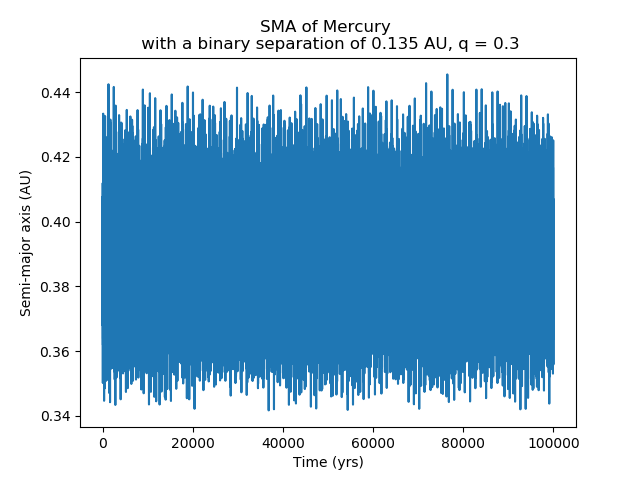 SMA of Mercury
with a binary separation of 0.135 AU, q = 0.3
0.44
0.42
0.40
0.38
0.36
0.34
Semi-major axis (AU)
0 20000 40000 60000 80000 100000
Time (yrs)